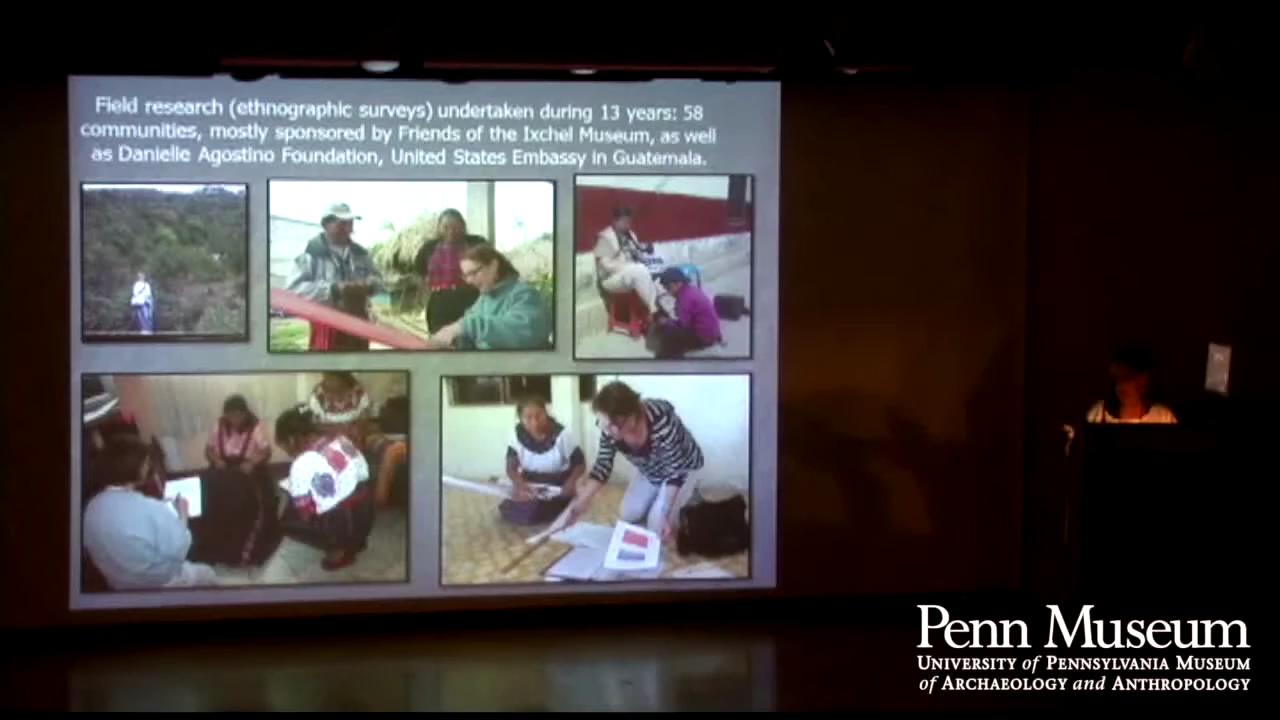 Field research (ethnographic surveys) undertaken during 13 years: 58
communities, mostly sponsored by Friends of the Ixchel Museum, as well
as Danielle Agostino Foundation, United States Embassy in Guatemala.
Penn Museum
UNIVERSITY of PENNSYLVANIA MUSEUM
of ARCHAEOLOGY and ANTHROPOLOGY